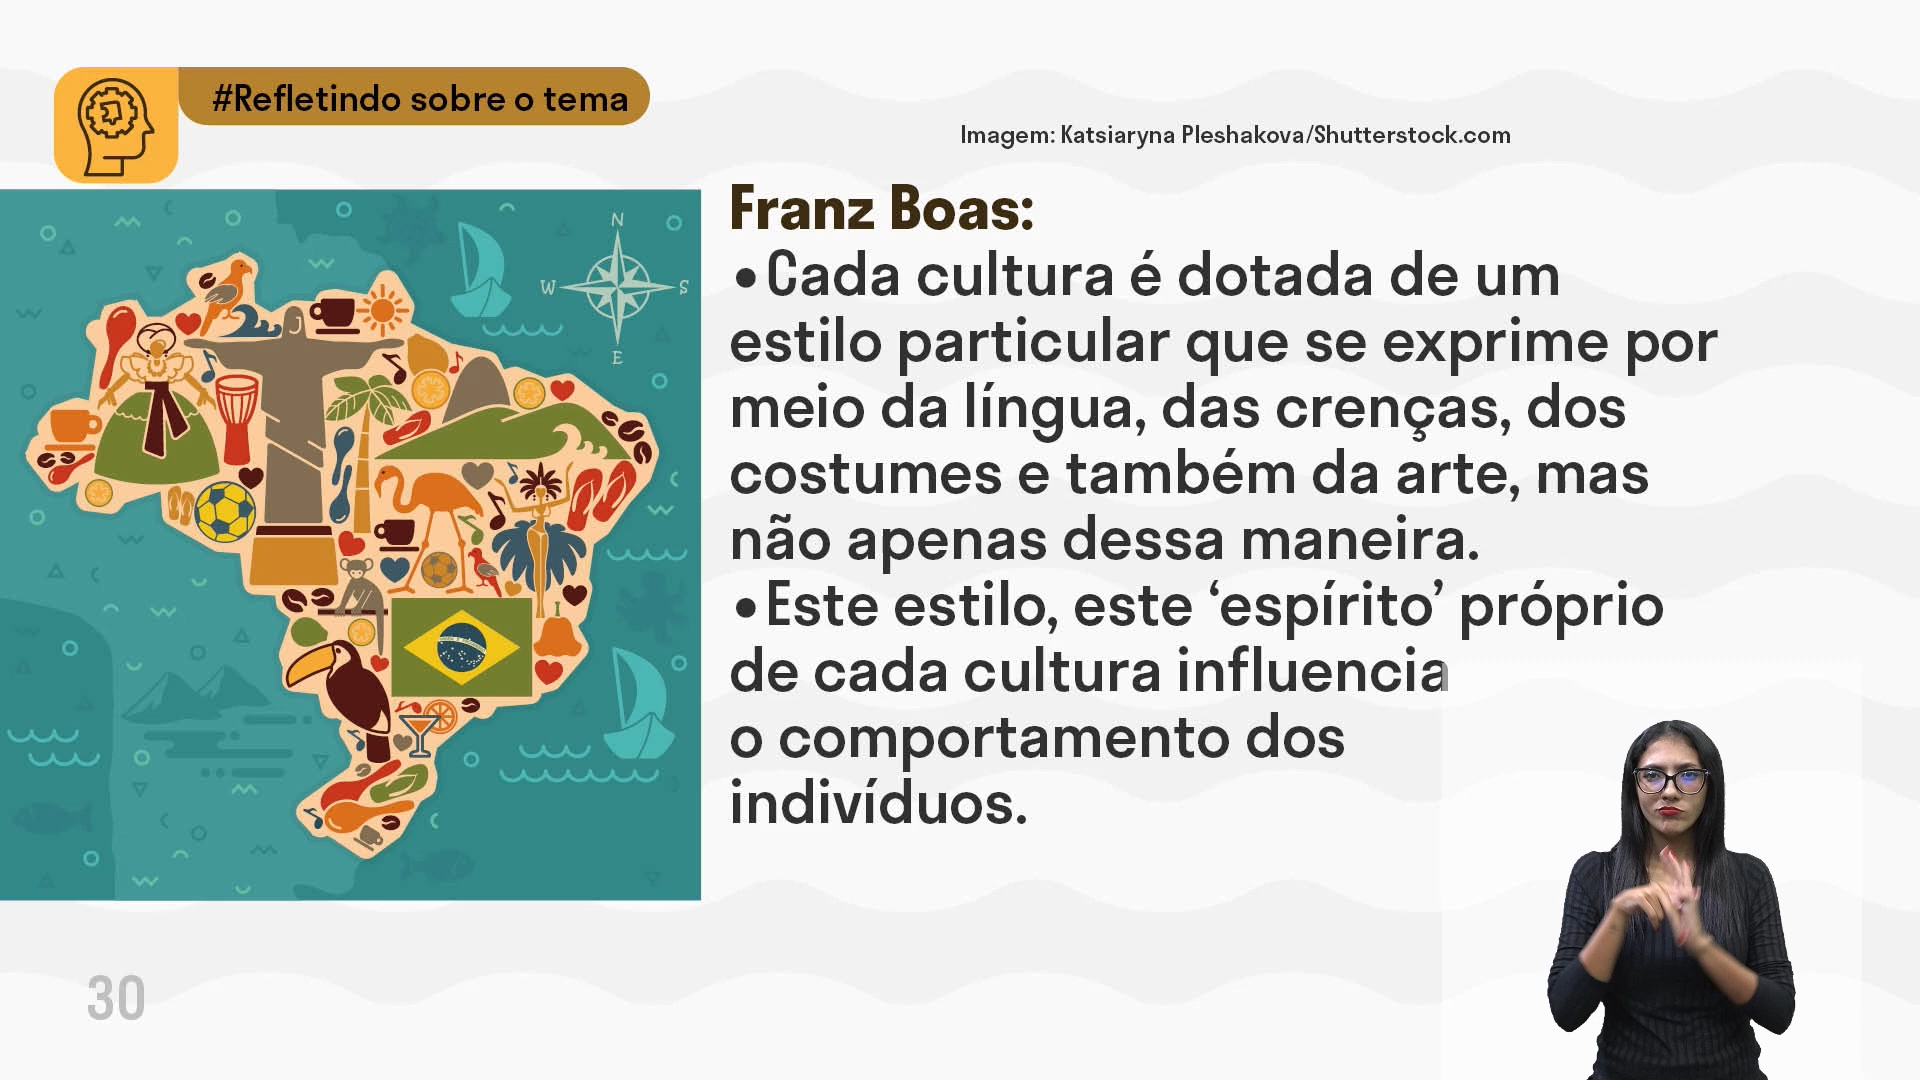 #Refletindo sobre o tema
Imagem: Katsiaryna Pleshakova/Shutterstock.com
N
W
S
E
Franz Boas:
•Cada cultura é dotada de um
estilo particular que se exprime por
meio da língua, das crenças, dos
costumes e também da arte, mas
não apenas dessa maneira.
•Este estilo, este ‘espírito’ próprio
de cada cultura influencia
o comportamento dos
indivíduos.
30